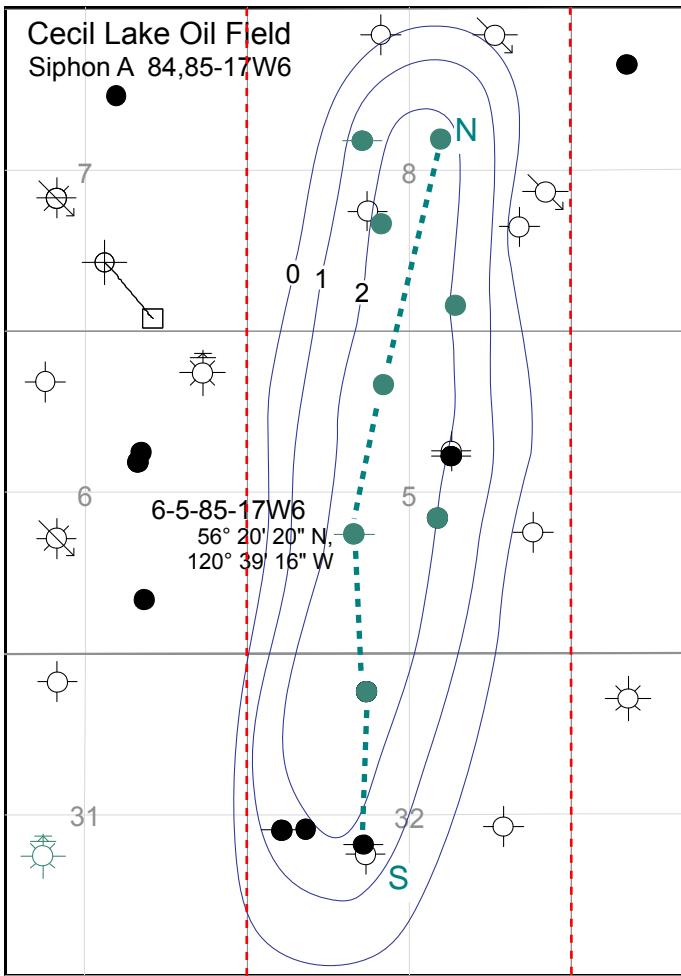 Cecil Lake Oil Field
Siphon A 84,85-17W6
N
7
8
0
1
2
6
5
6-5-85-17W6
56° 20' 20" N,
120° 39' 16" W
31
32
S